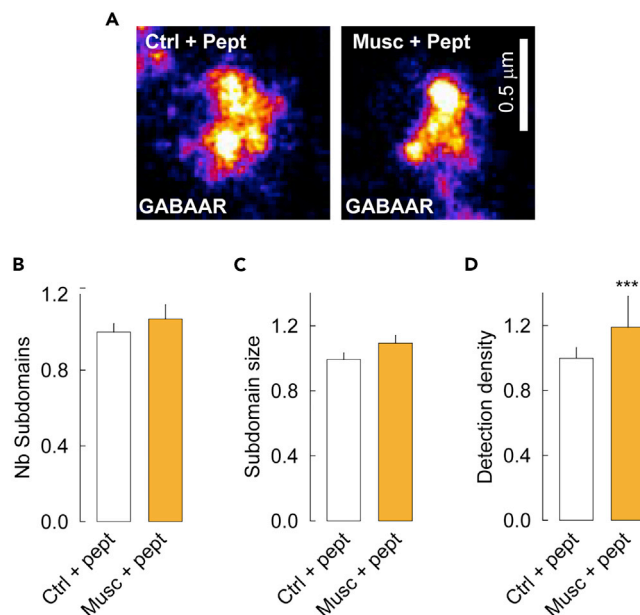 A
Ctrl + Pept
Musc + Pept
0.5 μm
GABAAR
GABAAR
B
Nb Subdomains
1.2
0.8
0.4
0.0
Ctrl + pept
Musc + pept
C
Subdomain size
1.2
0.8
0.4
0.0
Ctrl + pept
Musc + pept
D
Detection density
***
1.2
0.8
0.4
0.0
Ctrl + pept
Musc + pept